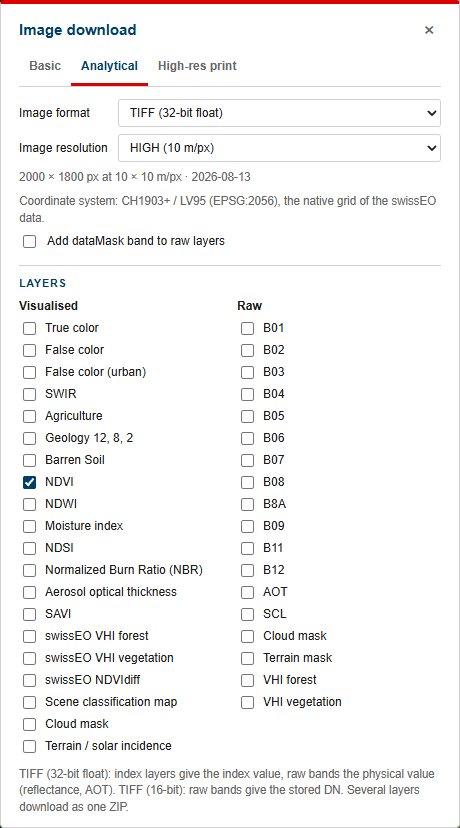 Image download
×
Basic Analytical High-res print
Image format TIFF (32-bit float)
Image resolution HIGH (10 m/px)
2000 × 1800 px at 10 × 10 m/px · 2026-08-13
Coordinate system: CH1903+ / LV95 (EPSG:2056), the native grid of the swissEO
data.
Add dataMask band to raw layers
LAYERS
Visualised
True color
False color
False color (urban)
SWIR
Agriculture
Geology 12, 8, 2
Barren Soil
NDVI
NDWI
Moisture index
NDSI
Normalized Burn Ratio (NBR)
Aerosol optical thickness
SAVI
swissEO VHI forest
swissEO VHI vegetation
swissEO NDVIdiff
Scene classification map
Cloud mask
Terrain / solar incidence
Raw
B01
B02
B03
B04
B05
B06
B07
B08
B8A
B09
B11
B12
AOT
SCL
Cloud mask
Terrain mask
VHI forest
VHI vegetation
TIFF (32-bit float): index layers give the index value, raw bands the physical value
(reflectance, AOT). TIFF (16-bit): raw bands give the stored DN. Several layers
download as one ZIP.